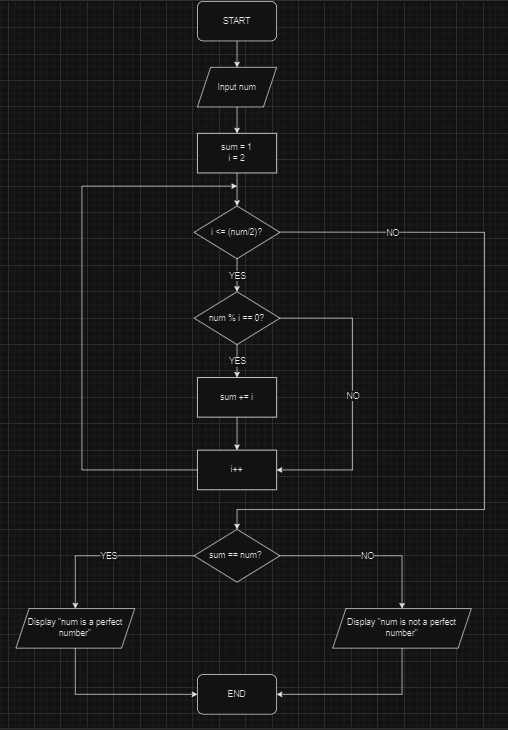 START
Input num
sum = 1
i = 2
i <= (num/2)?
NO
YES
num % i == 0?
YES
NO
sum += i
i++
sum == num?
YES
NO
Display "num is a perfect
number"
Display "num is not a perfect
number"
END